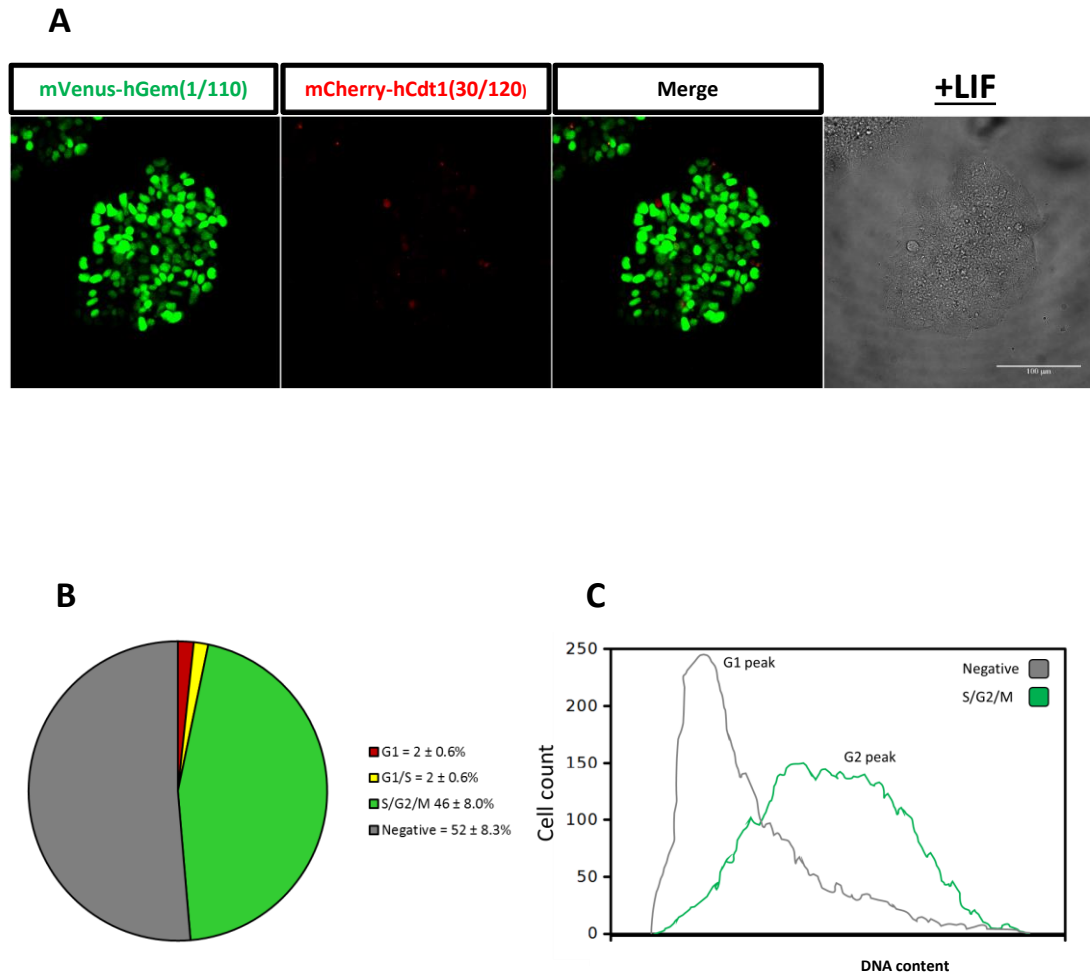 A
mVenus-hGem(1/110)
mCherry-hCdt1(30/120)
Merge
+LIF
100 µm
B
G1 = 2 ± 0.6%
G1/S = 2 ± 0.6%
S/G2/M 46 ± 8.0%
Negative = 52 ± 8.3%
C
250
200
150
100
50
0
Cell count
G1 peak
G2 peak
Negative
S/G2/M
DNA content